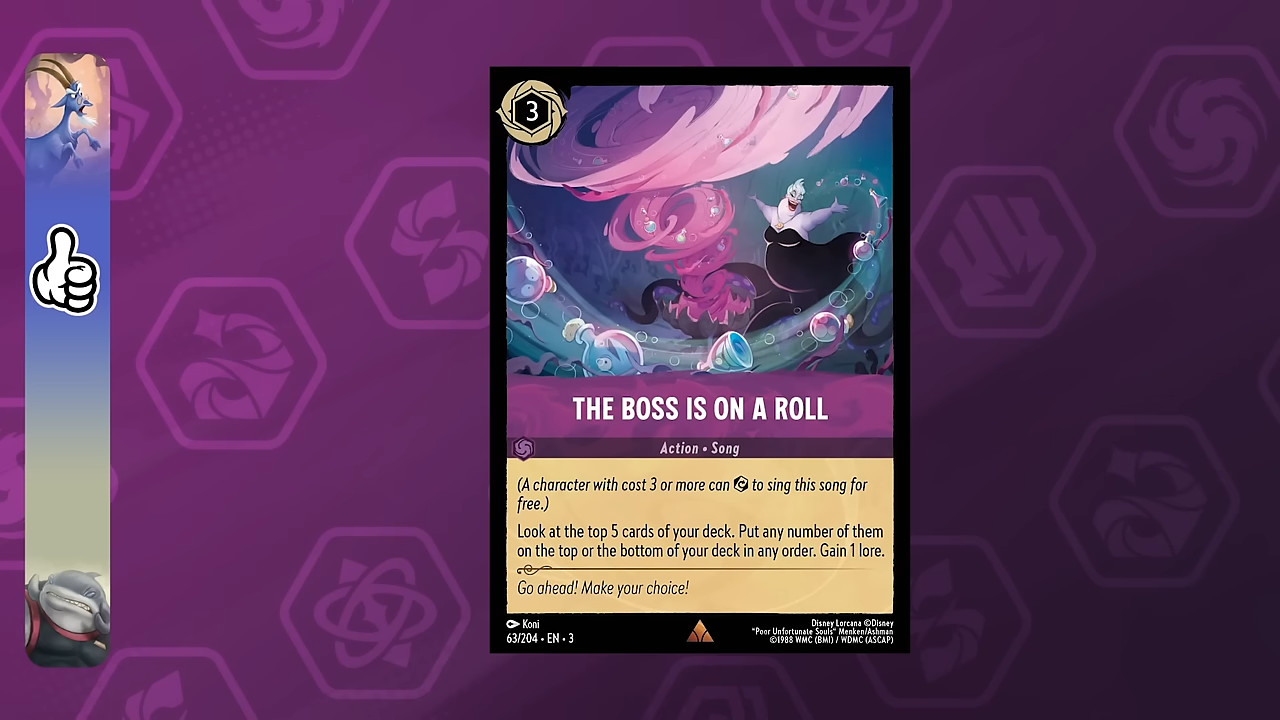 3
THE BOSS IS ON A ROLL
Action • Song
(A character with cost 3 or more can to sing this song for
free.)
Look at the top 5 cards of your deck. Put any number of them
on the top or the bottom of your deck in any order. Gain 1 lore.
Go ahead! Make your choice!
Koni
63/204 • EN • 3
Disney Lorcana ©Disney
"Poor Unfortunate Souls" Menken/Ashman
©1988 WMC (BMI) / WDMC (ASCAP)